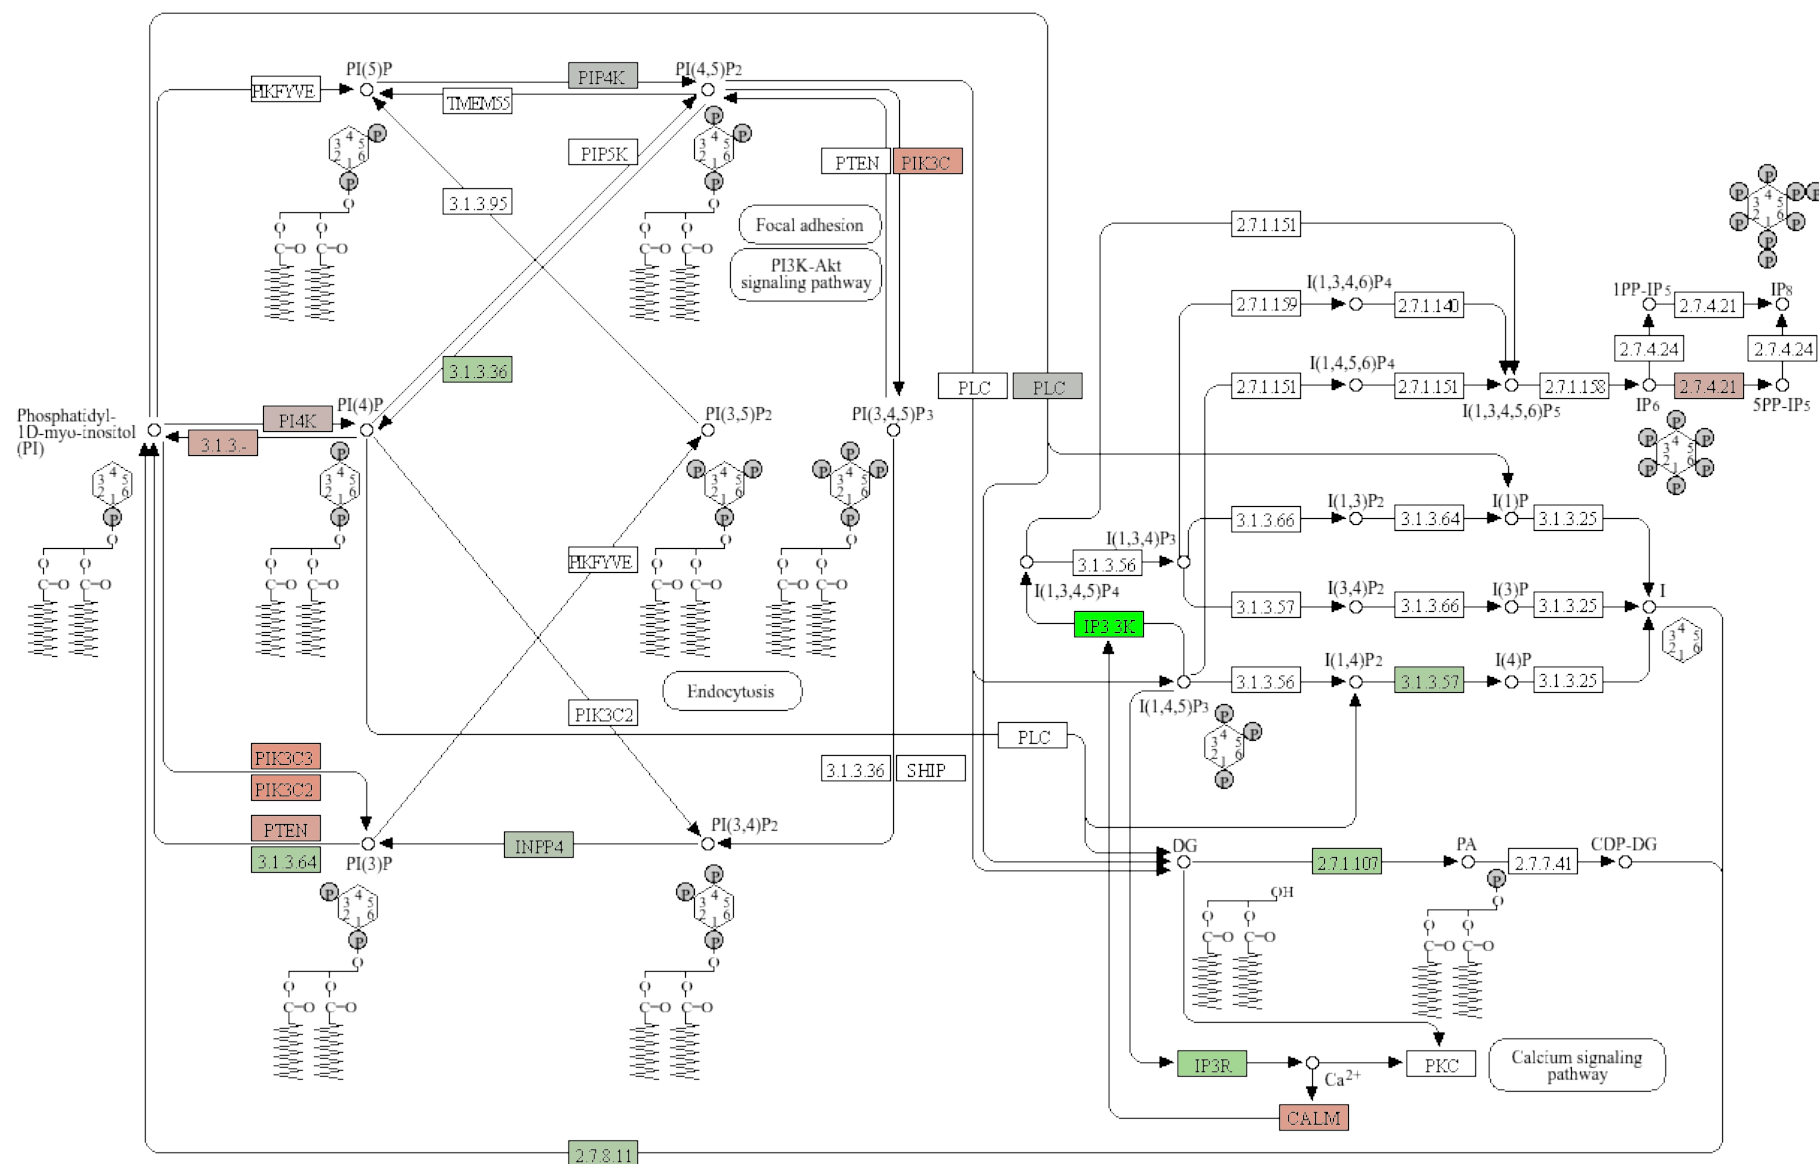 PI(5)P
PIP4K
PI(4,5)P2
PIKFYVE
TMEM55
PIP5K
PTEN
PIK3C
3.1.3.95
Focal adhesion
PI3K-Akt
signaling pathway
2.7.1.151
I(1,3,4,6)P4
2.7.1.159
2.7.1.140
1PP-IP5
2.7.4.21
IP8
2.7.4.24
2.7.4.24
3.1.3.36
PLC
PLC
I(1,4,5,6)P4
2.7.1.151
2.7.1.151
2.7.1.158
2.7.4.21
I(1,3,4,5,6)P5
IP6
5PP-IP5
Phosphatidyl-
1D-myo-inositol
(PI)
PI4K
3.1.3.-
PI(4)P
PI(3,5)P2
PI(3,4,5)P3
I(1,3)P2
I(1)P
3.1.3.66
3.1.3.64
3.1.3.25
I(1,3,4)P3
3.1.3.56
PIKFYVE
I(1,3,4,5)P4
I(3,4)P2
I(3)P
I
3.1.3.57
3.1.3.66
3.1.3.25
IP3 3K
I(1,4)P2
I(4)P
3.1.3.56
3.1.3.57
3.1.3.25
I(1,4,5)P3
Endocytosis
PIK3C2
PLC
PIK3C3
PIK3C2
3.1.3.36
SHIP
PTEN
3.1.3.64
PI(3)P
INPP4
PI(3,4)P2
DG
2.7.1.107
PA
2.7.7.41
CDP-DG
OH
IP3R
Ca2+
PKC
Calcium signaling
pathway
CALM
2.7.8.11